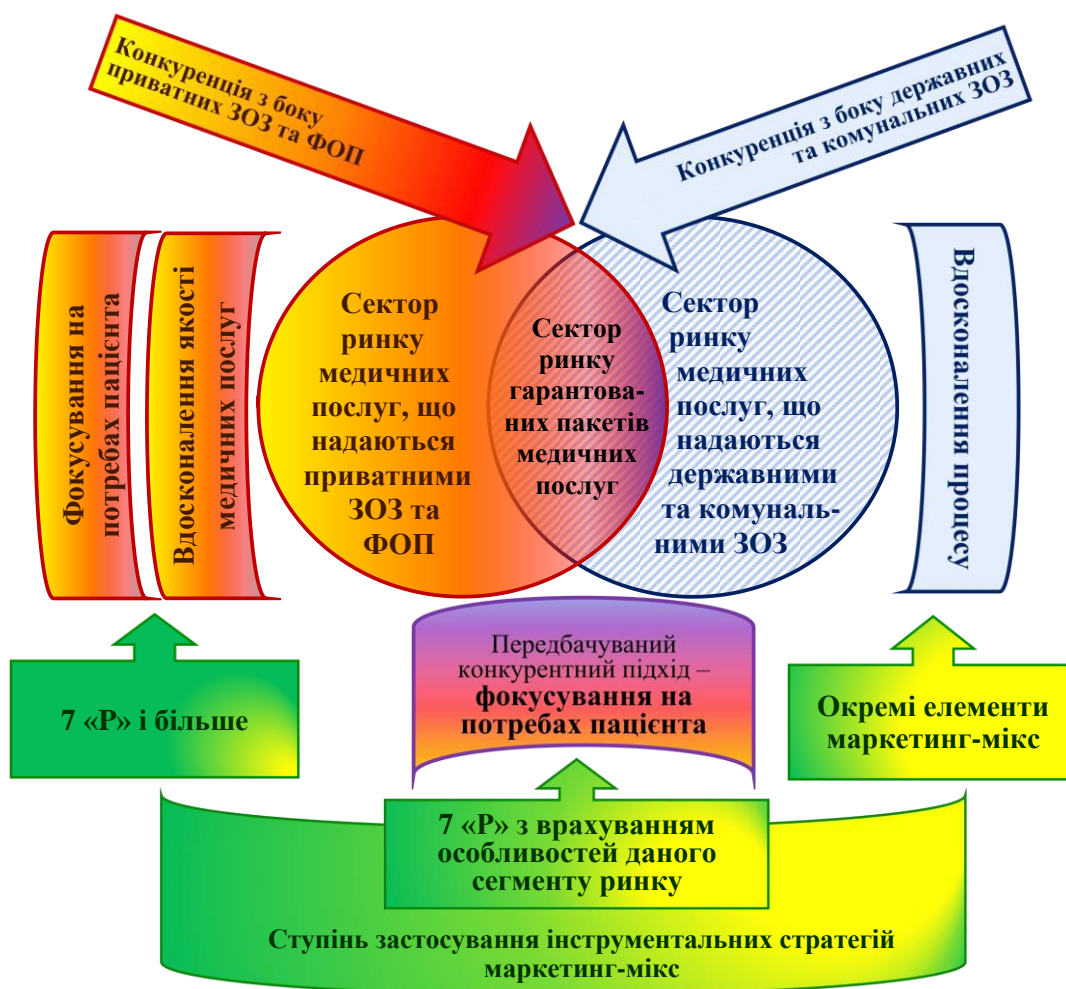 Конкуренція з боку
приватних ЗОЗ та ФОП
Конкуренція з боку державних
та комунальних ЗОЗ
Фокусування на
потребах пацієнта
Вдосконалення якості
медичних послуг
Сектор
ринку
медичних
послуг, що
надаються
приватними
ЗОЗ та
ФОП
Сектор
ринку
гарантова-
них пакетів
медичних
послуг
Сектор
ринку
медичних
послуг, що
надаються
державними
та комуналь-
ними ЗОЗ
Вдосконалення процесу
7 «Р» і більше
Передбачуваний
конкурентний підхід –
фокусування на
потребах пацієнта
Окремі елементи
маркетинг-мікс
7 «Р» з врахуванням
особливостей даного
сегменту ринку
Ступінь застосування інструментальних стратегій
маркетинг-мікс